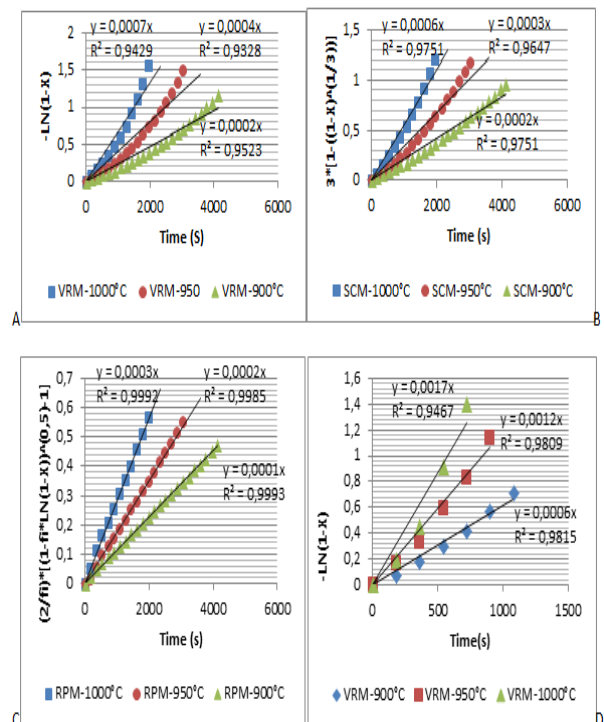 y = 0,0007x
R² = 0,9429
y = 0,0004x
R² = 0,9328
y = 0,0002x
R² = 0,9523
-LN(1-X)
2
1,5
1
0,5
0
0 2000 4000 6000
Time (S)
VRM-1000°C VRM-950 VRM-900°C
A
y = 0,0006x
R² = 0,9751
y = 0,0003x
R² = 0,9647
y = 0,0002x
R² = 0,9751
3*[1-((1-x)^(1/3))]
1,5
1
0,5
0
0 2000 4000 6000
Time (s)
SCM-1000°C SCM-950°C SCM-900°C
B
y = 0,0003x
R² = 0,9992
y = 0,0002x
R² = 0,9985
y = 0,0001x
R² = 0,9993
(2/fi)*[(1-fi*LN(1-X))^(0,5)-1]
0,7
0,6
0,5
0,4
0,3
0,2
0,1
0
0 2000 4000 6000
Time (s)
RPM-1000°C RPM-950°C RPM-900°C
C
y = 0,0017x
R² = 0,9467
y = 0,0012x
R² = 0,9809
y = 0,0006x
R² = 0,9815
-LN(1-X)
1,6
1,4
1,2
1
0,8
0,6
0,4
0,2
0
0 500 1000 1500
Time(s)
VRM-900°C VRM-950°C VRM-1000°C
D